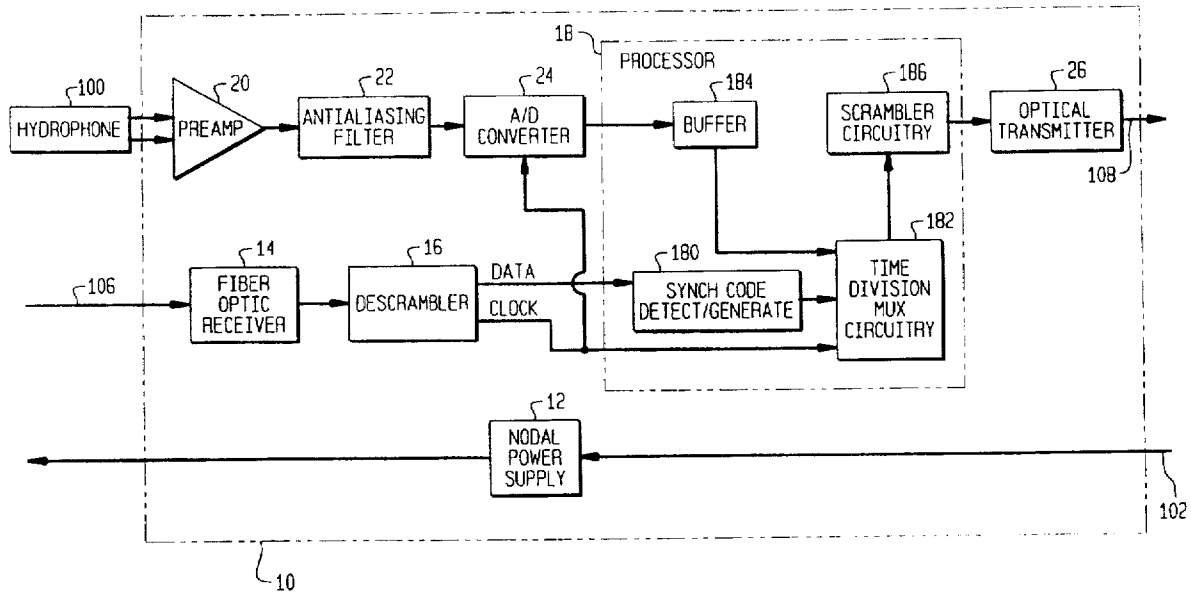 18
PROCESSOR
100
HYDROPHONE
20
PREAMP
22
ANTIALIASING
FILTER
24
A/D
CONVERTER
184
BUFFER
186
SCRAMBLER
CIRCUITRY
26
OPTICAL
TRANSMITTER
108
106
14
FIBER
OPTIC
RECEIVER
16
DESCRAMBLER
DATA
CLOCK
180
SYNCH CODE
DETECT/GENERATE
182
TIME
DIVISION
MUX
CIRCUITRY
12
NODAL
POWER
SUPPLY
102
10